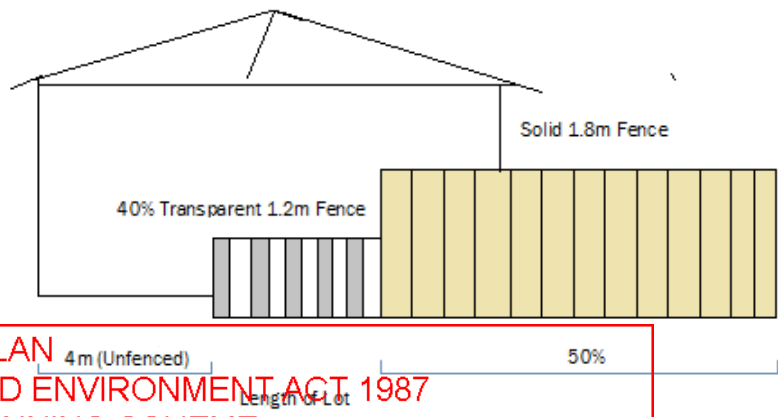 Solid 1.8m Fence
40% Transparent 1.2m Fence
LAN
4m (Unfenced)
50%
D ENVIRONMENT ACT 1987
Length of Lot